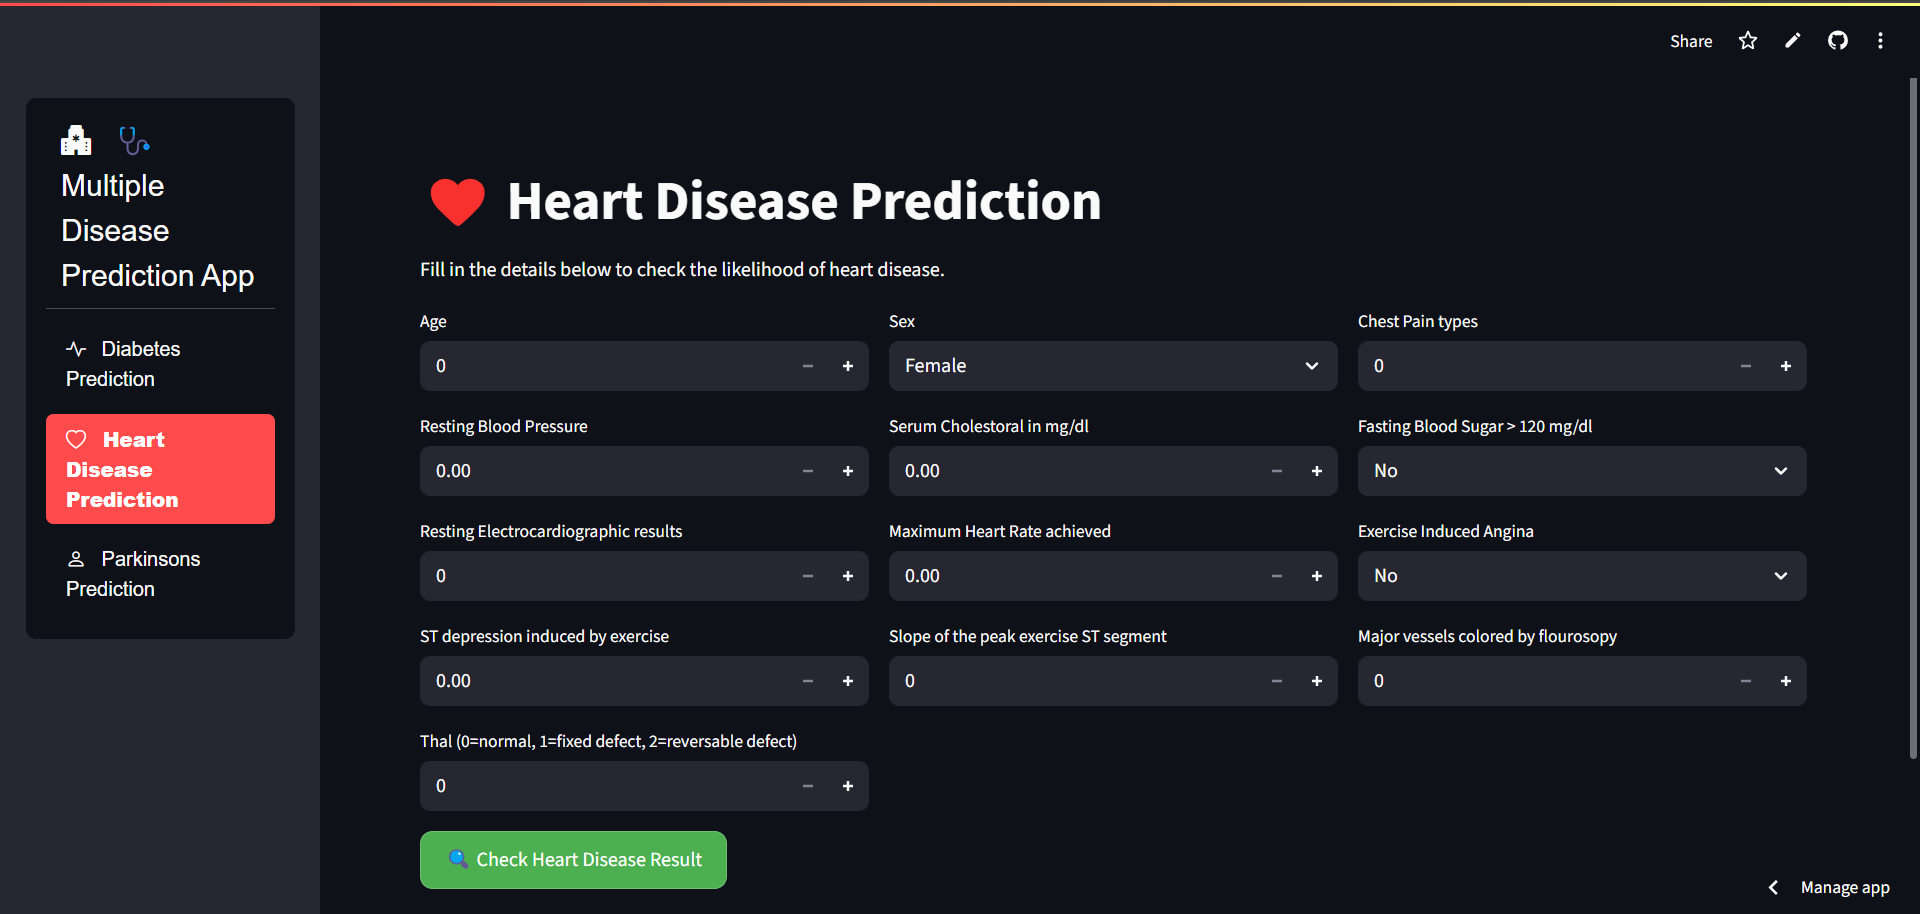 Share
Multiple
Disease
Prediction App
Diabetes
Prediction
Heart
Disease
Prediction
Parkinsons
Prediction
Heart Disease Prediction
Fill in the details below to check the likelihood of heart disease.
Age
Sex
Chest Pain types
0
Female
0
Resting Blood Pressure
Serum Cholestoral in mg/dl
Fasting Blood Sugar > 120 mg/dl
0.00
0.00
No
Resting Electrocardiographic results
Maximum Heart Rate achieved
Exercise Induced Angina
0
0.00
No
ST depression induced by exercise
Slope of the peak exercise ST segment
Major vessels colored by flourosopy
0.00
0
0
Thal (0=normal, 1=fixed defect, 2=reversable defect)
0
Check Heart Disease Result
Manage app